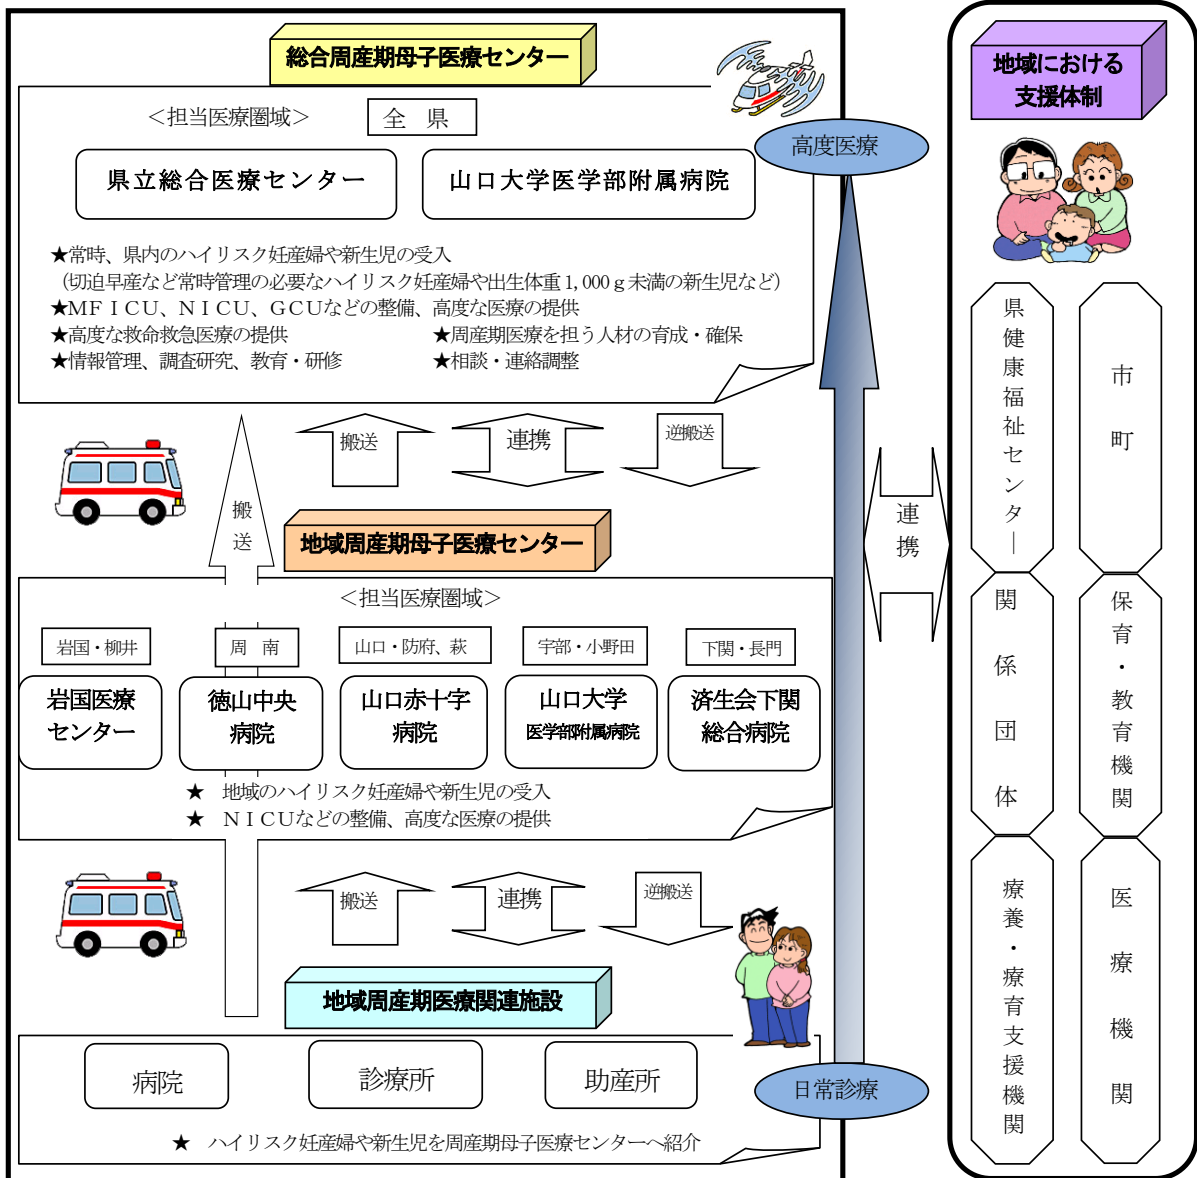 総合周産期母子医療センター
＜担当医療圏域＞
全　県
県立総合医療センター
山口大学医学部附属病院
★常時、県内のハイリスク妊産婦や新生児の受入
（切迫早産など常時管理の必要なハイリスク妊産婦や出生体重1,000ｇ未満の新生児など）
★ＭＦＩＣＵ、ＮＩＣＵ、ＧＣＵなどの整備、高度な医療の提供
★高度な救命救急医療の提供
★周産期医療を担う人材の育成・確保
★情報管理、調査研究、教育・研修
★相談・連絡調整
高度医療
搬送
連携
逆搬送
搬送
地域周産期母子医療センター
＜担当医療圏域＞
岩国・柳井
周　南
山口・防府、萩
宇部・小野田
下関・長門
岩国医療
センター
徳山中央
病院
山口赤十字
病院
山口大学
医学部附属病院
済生会下関
総合病院
★　地域のハイリスク妊産婦や新生児の受入
★　ＮＩＣＵなどの整備、高度な医療の提供
搬送
連携
逆搬送
地域周産期医療関連施設
病院
診療所
助産所
日常診療
★　ハイリスク妊産婦や新生児を周産期母子医療センターへ紹介
連携
地域における
支援体制
県健康福祉センター
市町
関係団体
保育・教育機関
療養・療育支援機関
医療機関